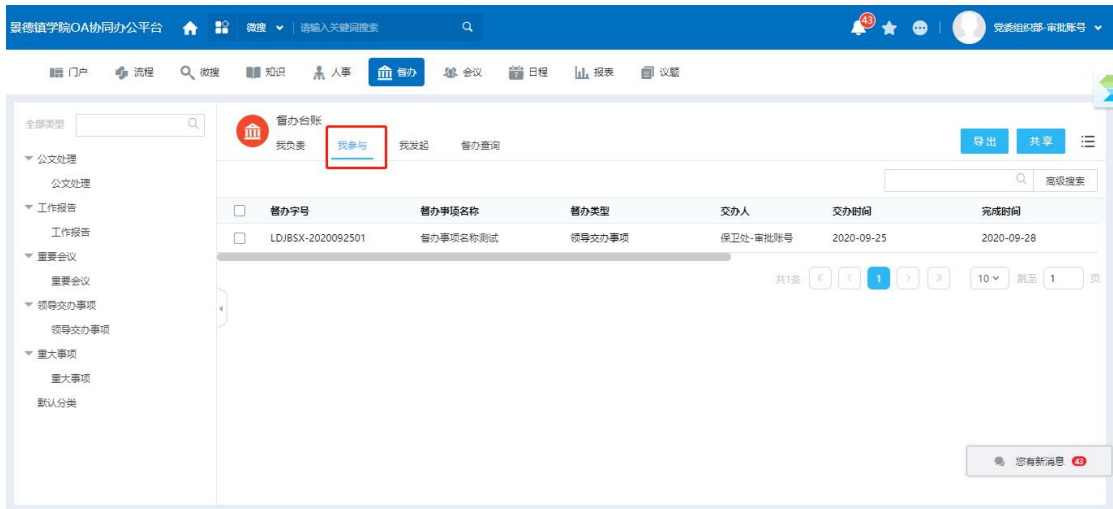 景德镇学院OA协同办公平台 微搜 请输入关键词搜索 43 党委组织部-审批账号
门户 流程 微搜 知识 人事 督办 会议 日程 报表 议题
全部类型
公文处理
公文处理
工作报告
工作报告
重要会议
重要会议
领导交办事项
领导交办事项
重大事项
重大事项
默认分类
督办台账
我负责 我参与 我发起 督办查询 导出 共享
高级搜索
督办字号 督办事项名称 督办类型 交办人 交办时间 完成时间
LDJBSX-2020092501 督办事项名称测试 领导交办事项 保卫处-审批账号 2020-09-25 2020-09-28
共1条 1 10 跳至 1 页
您有新消息 43